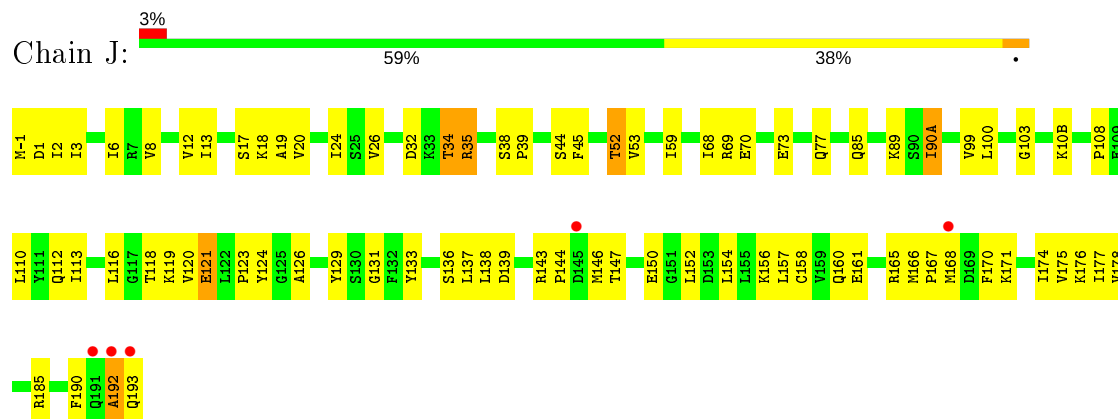 3%
Chain J:
59% 38% •
M-1 D1 I2 I3 I6 R7 V8 V12 I13 S17 K18 A19 V20 I24 S25 V26 D32 K33 T34 R35 S38 P39 S44 F45 T52 V53 I59 I68 R69 E70 E73 Q77 Q85 K89 S90 I90A V99 L100 G103 K10B P108
L110 Y111 Q112 I113 L116 G117 T118 K119 V120 E121 L122 P123 Y124 G125 A126 Y129 S130 G131 F132 Y133 S136 L137 L138 D139 R143 P144 D145 M146 T147 E150 G151 L152 D153 L154 L155 K156 L157 C158 V159 Q160 E161 R165 M166 P167 M168 D169 F170 K171 I174 V175 K176 I177
R185 F190 Q191 A192 Q193